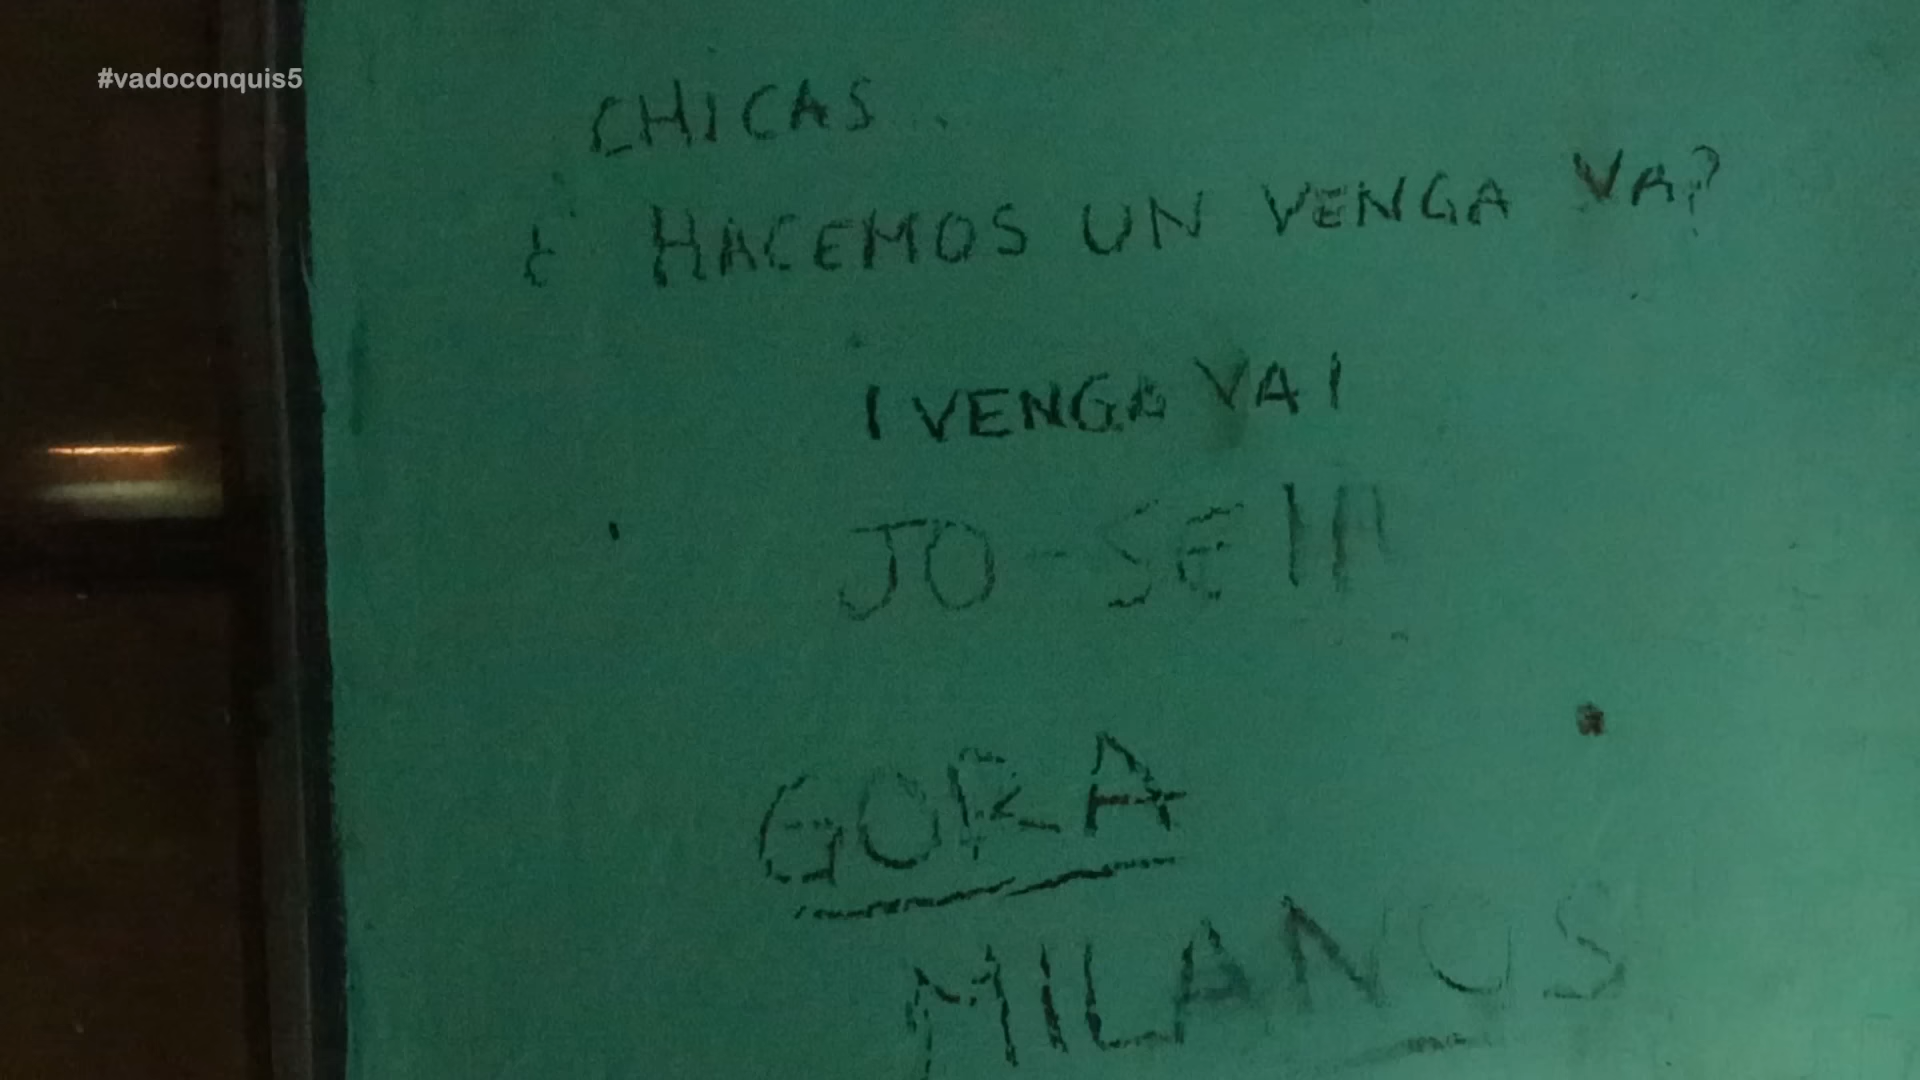 #vadoconquis5
CHICAS..
¿ HACEMOS UN VENGA VA?
¡VENGA VA!
JO-SE!!!
GORA
MILANOS